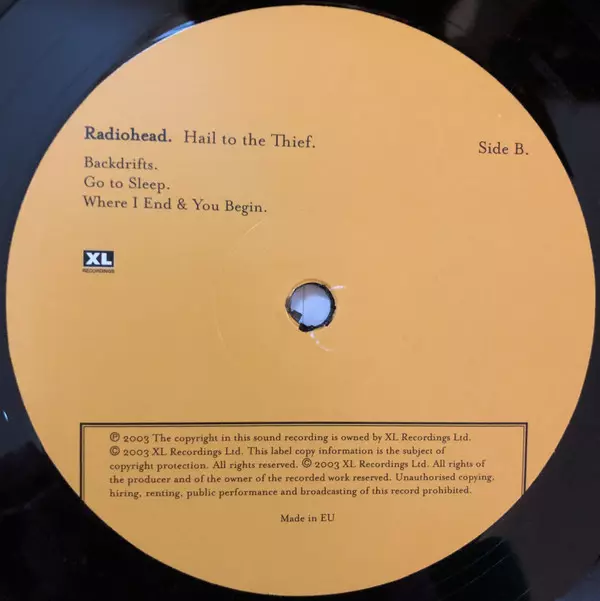 Radiohead. Hail to the Thief.
Side B.
Backdrifts.
Go to Sleep.
Where I End & You Begin.
XL
RECORDINGS
℗ 2003 The copyright in this sound recording is owned by XL Recordings Ltd.
© 2003 XL Recordings Ltd. This label copy information is the subject of
copyright protection. All rights reserved. © 2003 XL Recordings Ltd. All rights of
the producer and of the owner of the recorded work reserved. Unauthorised copying,
hiring, renting, public performance and broadcasting of this record prohibited.
Made in EU